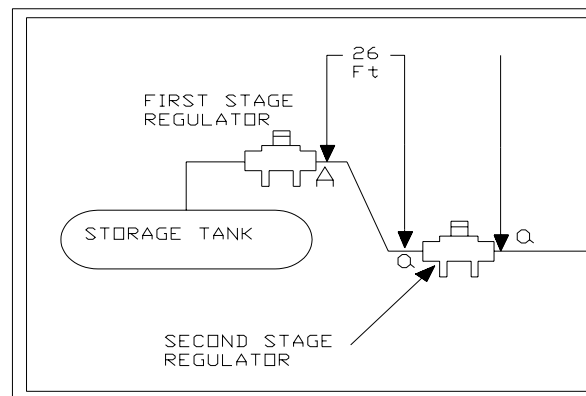 26
Ft
FIRST STAGE
REGULATOR
A
a
a
STORAGE TANK
SECOND STAGE
REGULATOR